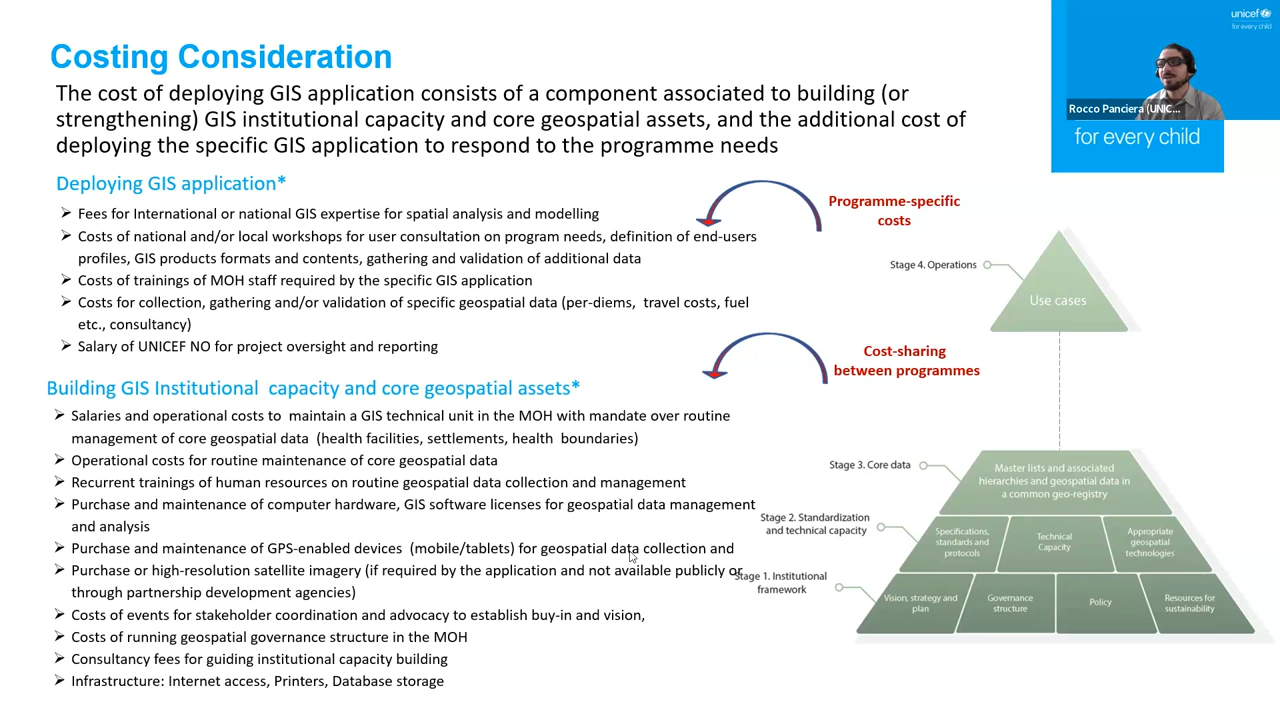 unicef
for every child
Rocco Panciera (UNIC...
for every child
Costing Consideration
The cost of deploying GIS application consists of a component associated to building (or
strengthening) GIS institutional capacity and core geospatial assets, and the additional cost of
deploying the specific GIS application to respond to the programme needs
Deploying GIS application*
Fees for International or national GIS expertise for spatial analysis and modelling
Costs of national and/or local workshops for user consultation on program needs, definition of end-users
profiles, GIS products formats and contents, gathering and validation of additional data
Costs of trainings of MOH staff required by the specific GIS application
Costs for collection, gathering and/or validation of specific geospatial data (per-diems, travel costs, fuel
etc., consultancy)
Salary of UNICEF NO for project oversight and reporting
Building GIS Institutional capacity and core geospatial assets*
Salaries and operational costs to maintain a GIS technical unit in the MOH with mandate over routine
management of core geospatial data (health facilities, settlements, health boundaries)
Operational costs for routine maintenance of core geospatial data
Recurrent trainings of human resources on routine geospatial data collection and management
Purchase and maintenance of computer hardware, GIS software licenses for geospatial data management
and analysis
Purchase and maintenance of GPS-enabled devices (mobile/tablets) for geospatial data collection and
Purchase or high-resolution satellite imagery (if required by the application and not available publicly or
through partnership development agencies)
Costs of events for stakeholder coordination and advocacy to establish buy-in and vision,
Costs of running geospatial governance structure in the MOH
Consultancy fees for guiding institutional capacity building
Infrastructure: Internet access, Printers, Database storage
Programme-specific
costs
Cost-sharing
between programmes
Stage 4. Operations
Use cases
Stage 3. Core data
Master lists and associated
hierarchies and geospatial data in
a common geo-registry
Stage 2. Standardization
and technical capacity
Specifications,
standards and
protocols
Technical
Capacity
Appropriate
geospatial
technologies
Stage 1. Institutional
framework
Vision, strategy and
plan
Governance
structure
Policy
Resources for
sustainability